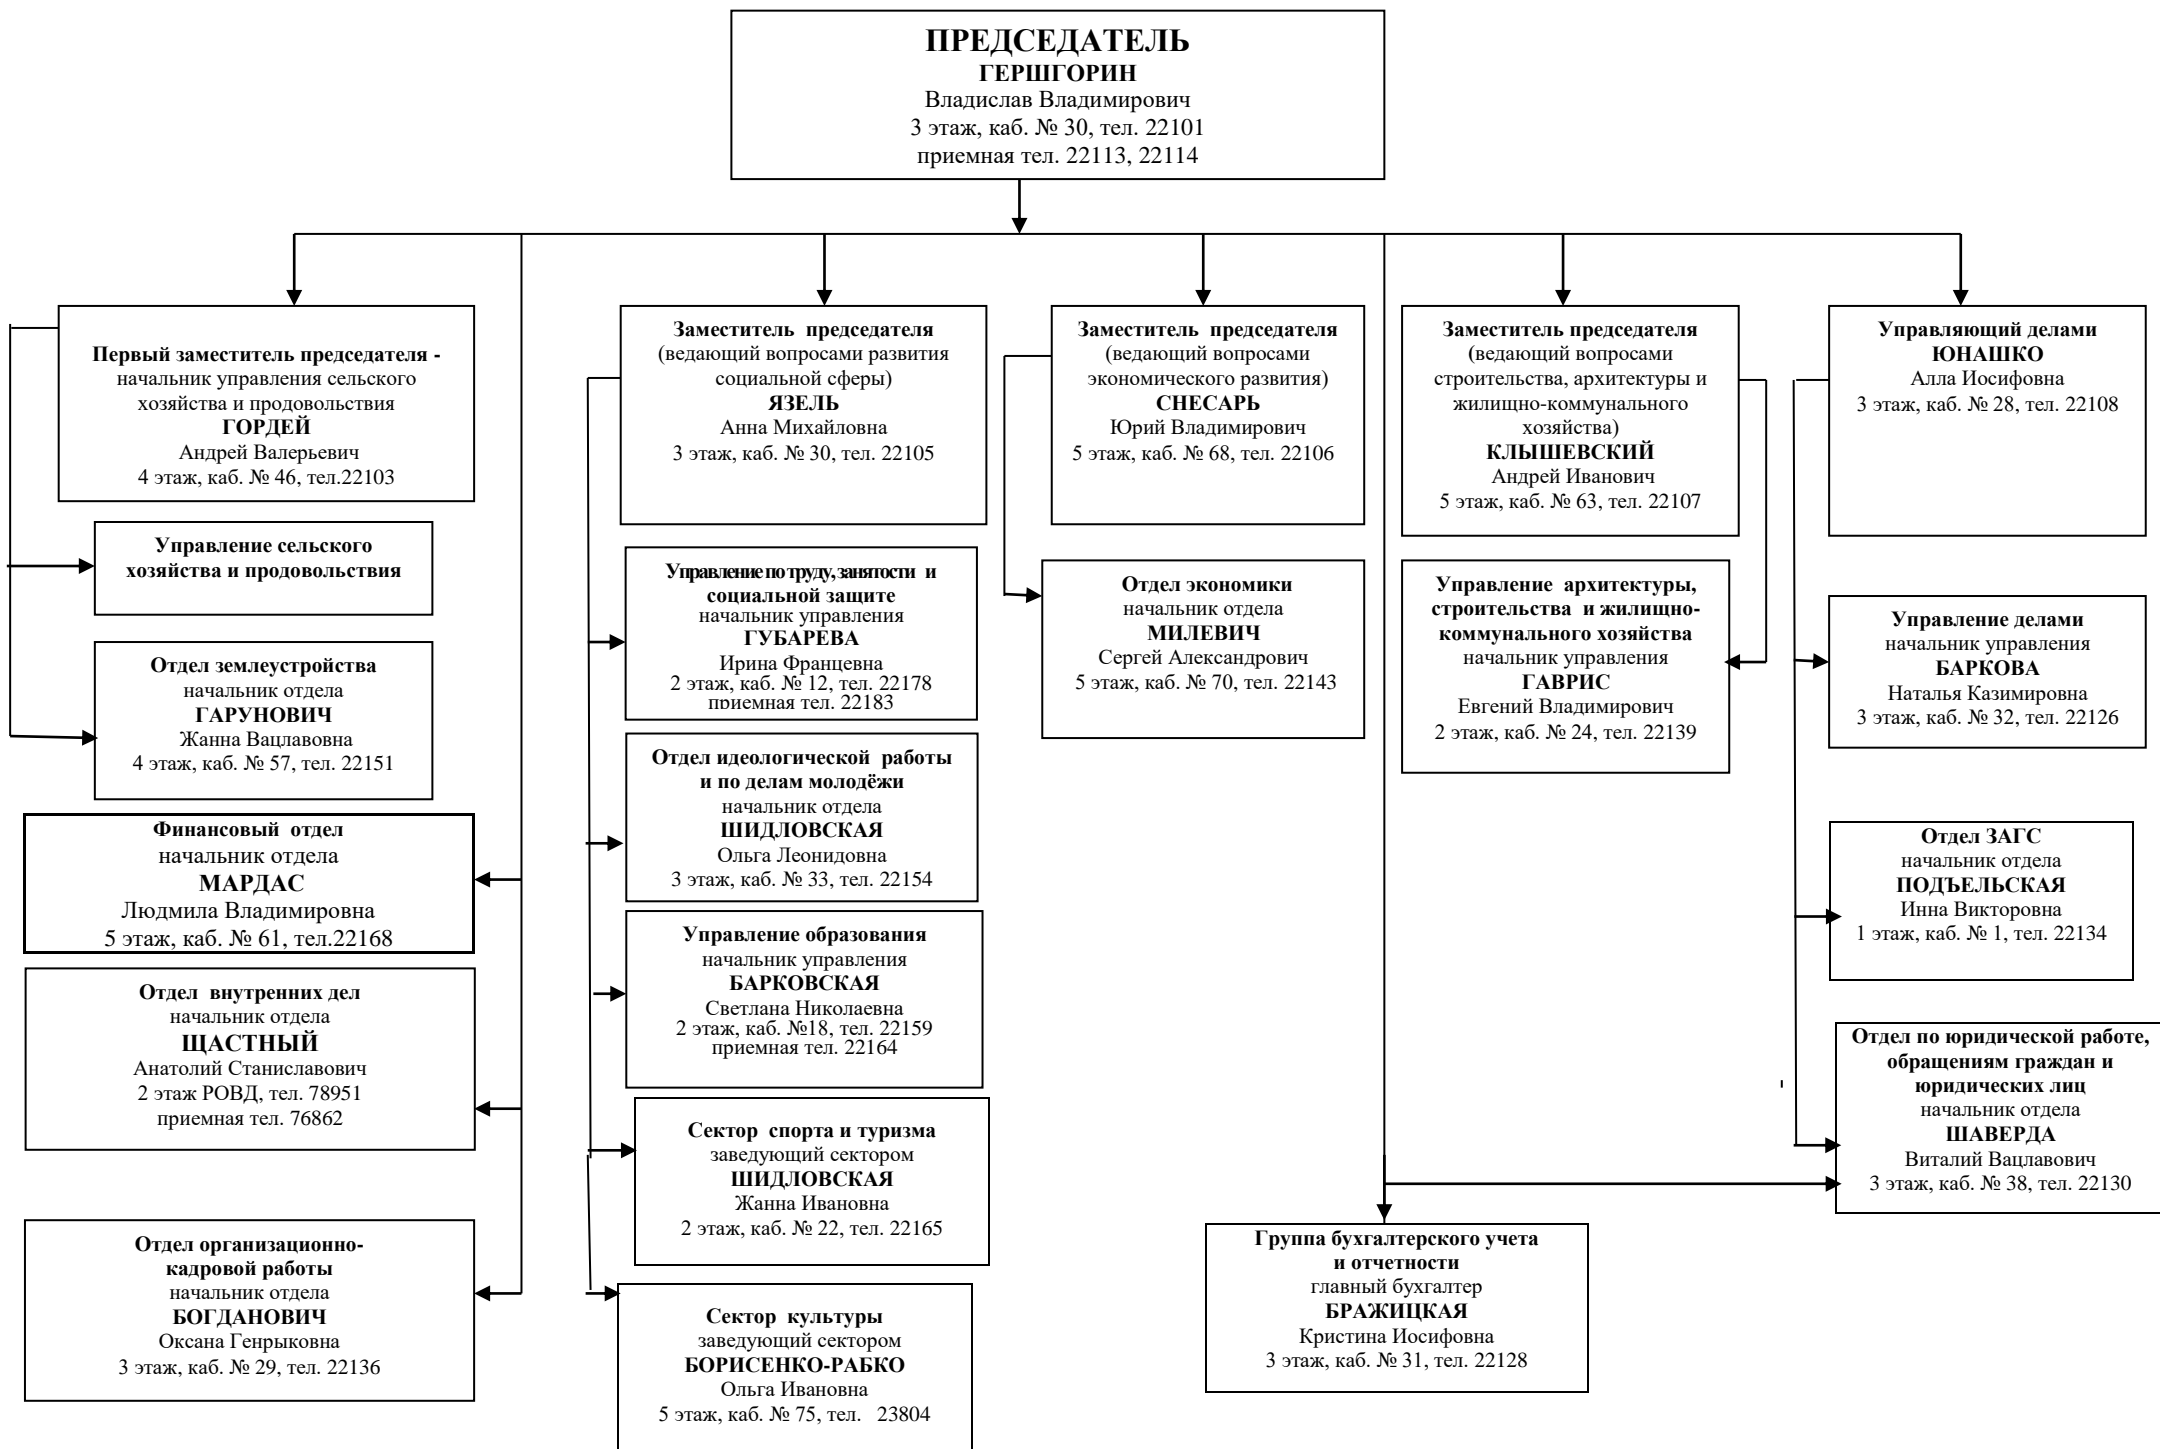 ПРЕДСЕДАТЕЛЬ
ГЕРШГОРИН
Владислав Владимирович
3 этаж, каб. № 30, тел. 22101
приемная тел. 22113, 22114
Первый заместитель председателя -
начальник управления сельского
хозяйства и продовольствия
ГОРДЕЙ
Андрей Валерьевич
4 этаж, каб. № 46, тел.22103
Управление сельского
хозяйства и продовольствия
Отдел землеустройства
начальник отдела
ГАРУНОВИЧ
Жанна Вацлавовна
4 этаж, каб. № 57, тел. 22151
Финансовый отдел
начальник отдела
МАРДАС
Людмила Владимировна
5 этаж, каб. № 61, тел.22168
Отдел внутренних дел
начальник отдела
ЩАСТНЫЙ
Анатолий Станиславович
2 этаж РОВД, тел. 78951
приемная тел. 76862
Отдел организационно-
кадровой работы
начальник отдела
БОГДАНОВИЧ
Оксана Генрыковна
3 этаж, каб. № 29, тел. 22136
Заместитель председателя
(ведающий вопросами развития
социальной сферы)
ЯЗЕЛЬ
Анна Михайловна
3 этаж, каб. № 30, тел. 22105
Управление по труду, занятости и
социальной защите
начальник управления
ГУБАРЕВА
Ирина Францевна
2 этаж, каб. № 12, тел. 22178
приемная тел. 22183
Отдел идеологической работы
и по делам молодёжи
начальник отдела
ШИДЛОВСКАЯ
Ольга Леонидовна
3 этаж, каб. № 33, тел. 22154
Управление образования
начальник управления
БАРКОВСКАЯ
Светлана Николаевна
2 этаж, каб. №18, тел. 22159
приемная тел. 22164
Сектор спорта и туризма
заведующий сектором
ШИДЛОВСКАЯ
Жанна Ивановна
2 этаж, каб. № 22, тел. 22165
Сектор культуры
заведующий сектором
БОРИСЕНКО-РАБКО
Ольга Ивановна
5 этаж, каб. № 75, тел. 23804
Заместитель председателя
(ведающий вопросами
экономического развития)
СНЕСАРЬ
Юрий Владимирович
5 этаж, каб. № 68, тел. 22106
Отдел экономики
начальник отдела
МИЛЕВИЧ
Сергей Александрович
5 этаж, каб. № 70, тел. 22143
Заместитель председателя
(ведающий вопросами
строительства, архитектуры и
жилищно-коммунального
хозяйства)
КЛЫШЕВСКИЙ
Андрей Иванович
5 этаж, каб. № 63, тел. 22107
Управление архитектуры,
строительства и жилищно-
коммунального хозяйства
начальник управления
ГАВРИС
Евгений Владимирович
2 этаж, каб. № 24, тел. 22139
Группа бухгалтерского учета
и отчетности
главный бухгалтер
БРАЖИЦКАЯ
Кристина Иосифовна
3 этаж, каб. № 31, тел. 22128
Управляющий делами
ЮНАШКО
Алла Иосифовна
3 этаж, каб. № 28, тел. 22108
Управление делами
начальник управления
БАРКОВА
Наталья Казимировна
3 этаж, каб. № 32, тел. 22126
Отдел ЗАГС
начальник отдела
ПОДЪЕЛЬСКАЯ
Инна Викторовна
1 этаж, каб. № 1, тел. 22134
Отдел по юридической работе,
обращениям граждан и
юридических лиц
начальник отдела
ШАВЕРДА
Виталий Вацлавович
3 этаж, каб. № 38, тел. 22130